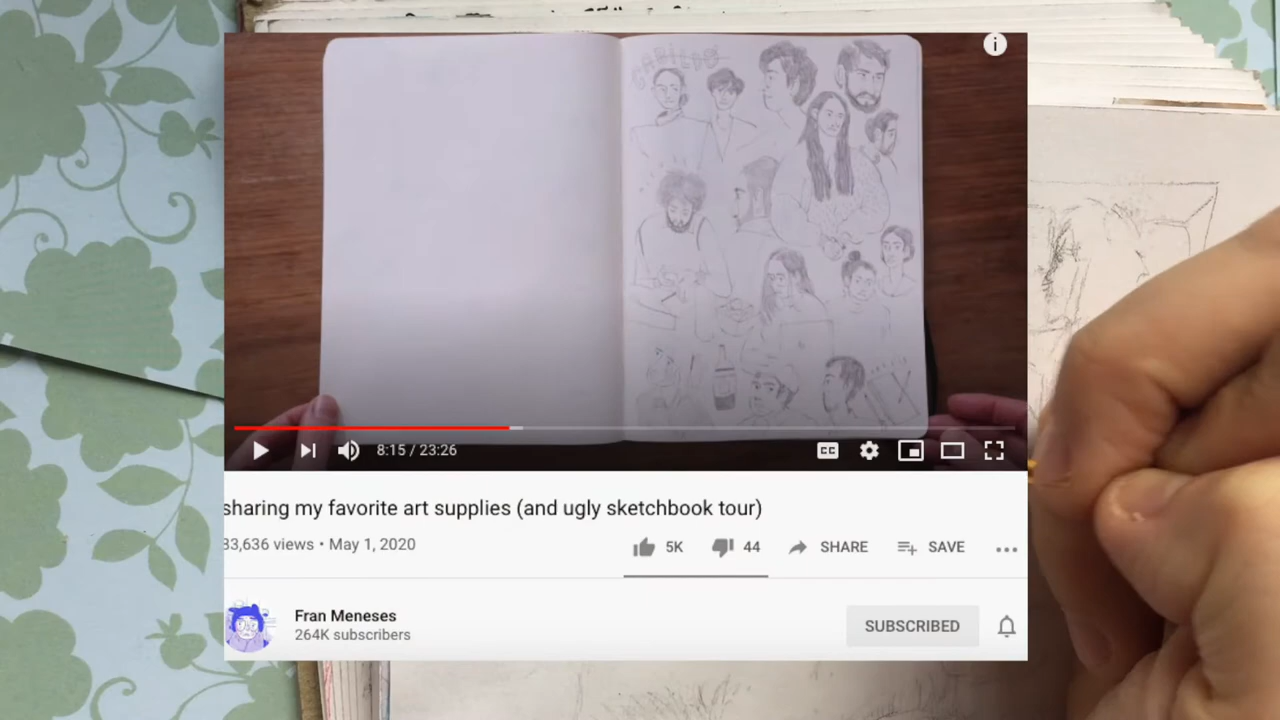 i
8:15 / 23:26
CC
sharing my favorite art supplies (and ugly sketchbook tour)
33,636 views • May 1, 2020
5K
44
SHARE
SAVE
Fran Meneses
264K subscribers
SUBSCRIBED